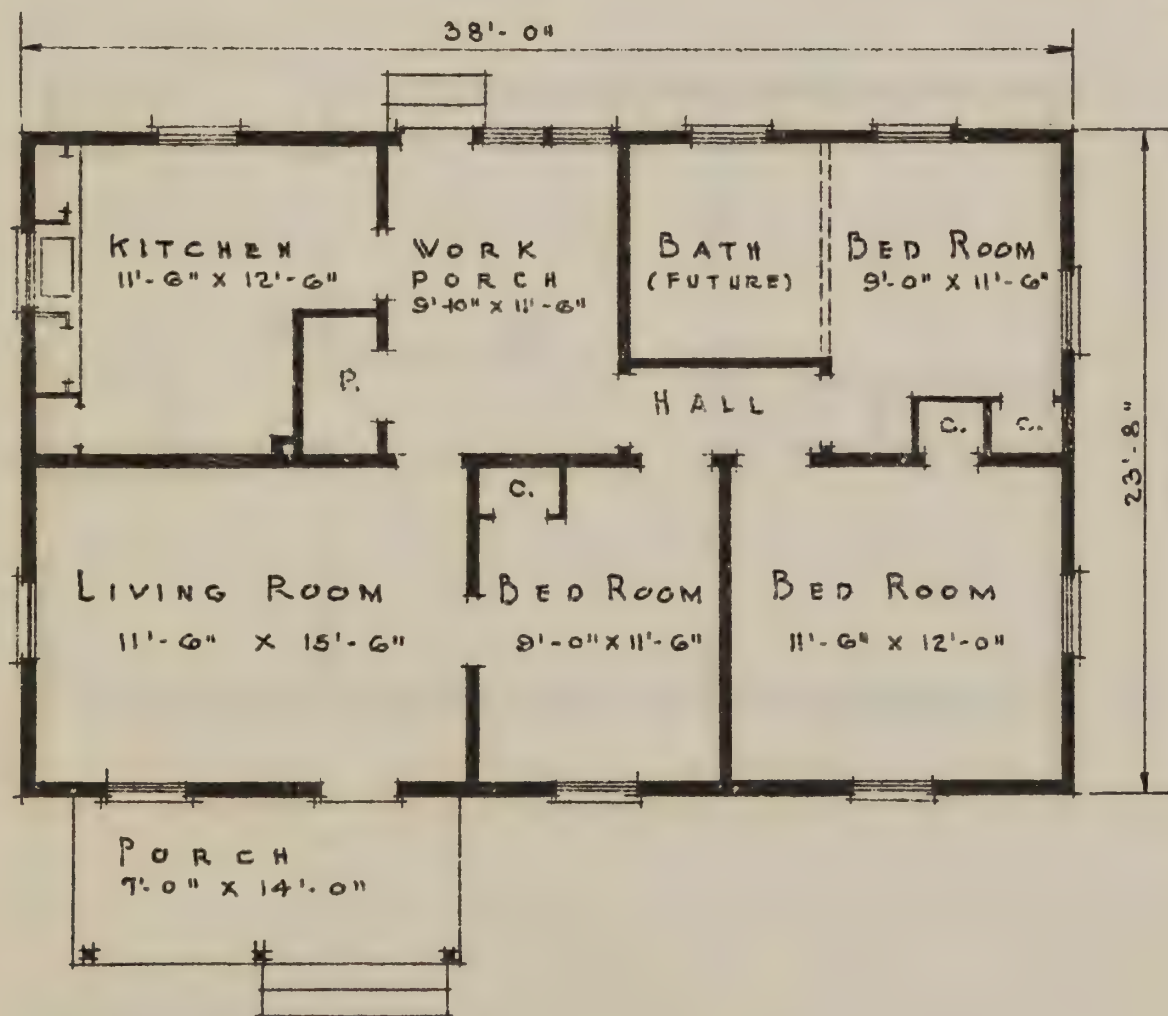 38'-0"
KITCHEN
11'-6" X 12'-6"
WORK
PORCH
9'-10" X 11'-6"
BATH
(FUTURE)
BED ROOM
9'-0" X 11'-6"
P.
HALL
C.
C.
23'-8"
C.
LIVING ROOM
11'-6" X 15'-6"
BED ROOM
9'-0" X 11'-6"
BED ROOM
11'-6" X 12'-0"
PORCH
7'-0" X 14'-0"